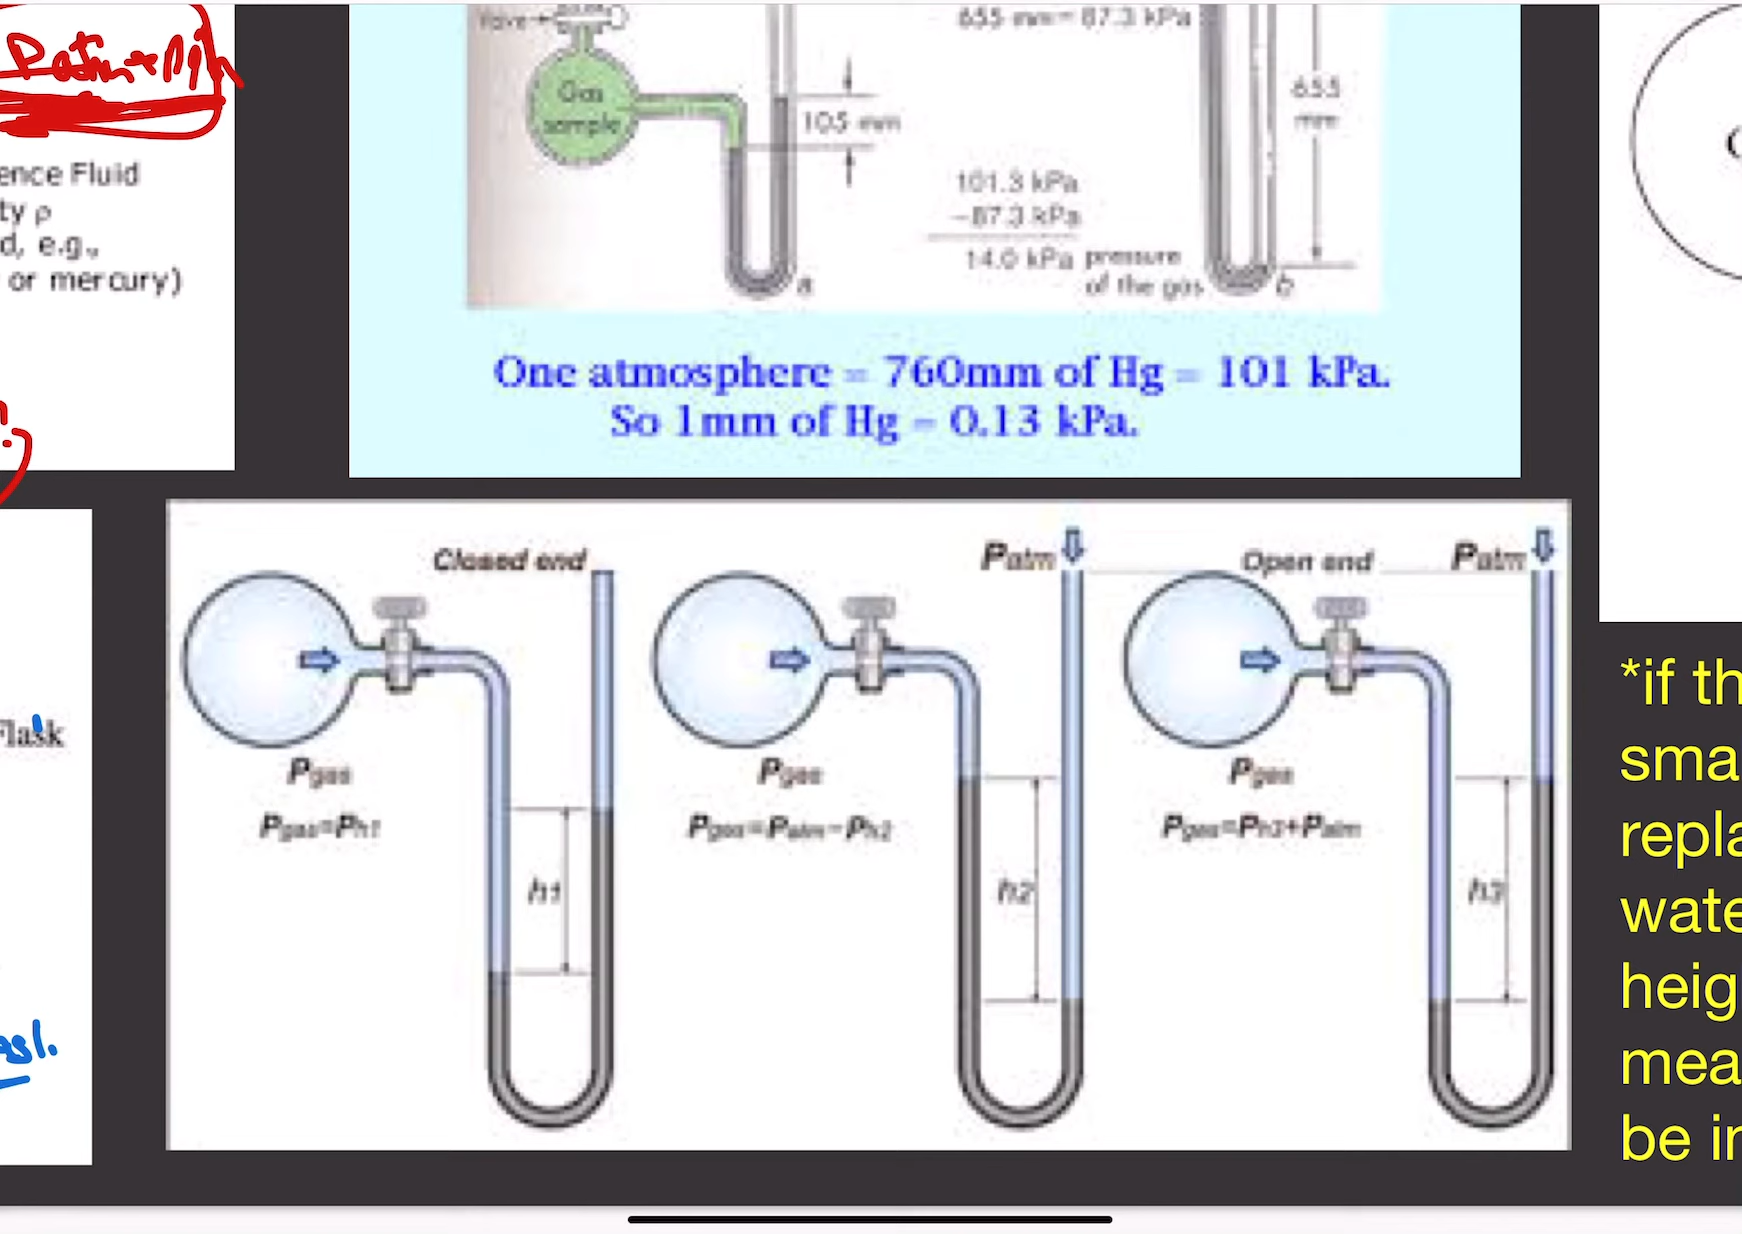 Patm + ρgh
ence Fluid
ty ρ
d, e.g.,
or mercury)
Valve
Gas
sample
105 mm
a
655 mm = 87.3 kPa
101.3 kPa
-87.3 kPa
14.0 kPa pressure
of the gas
655
mm
b
One atmosphere = 760mm of Hg = 101 kPa.
So 1mm of Hg = 0.13 kPa.
Flask
Closed end
Pgas
Pgas=Ph1
h1
Patm
Pgas
Pgas=Patm-Ph2
h2
Open end
Patm
Pgas
Pgas=Ph3+Patm
h3
*if th
sma
repla
wate
heig
mea
be in